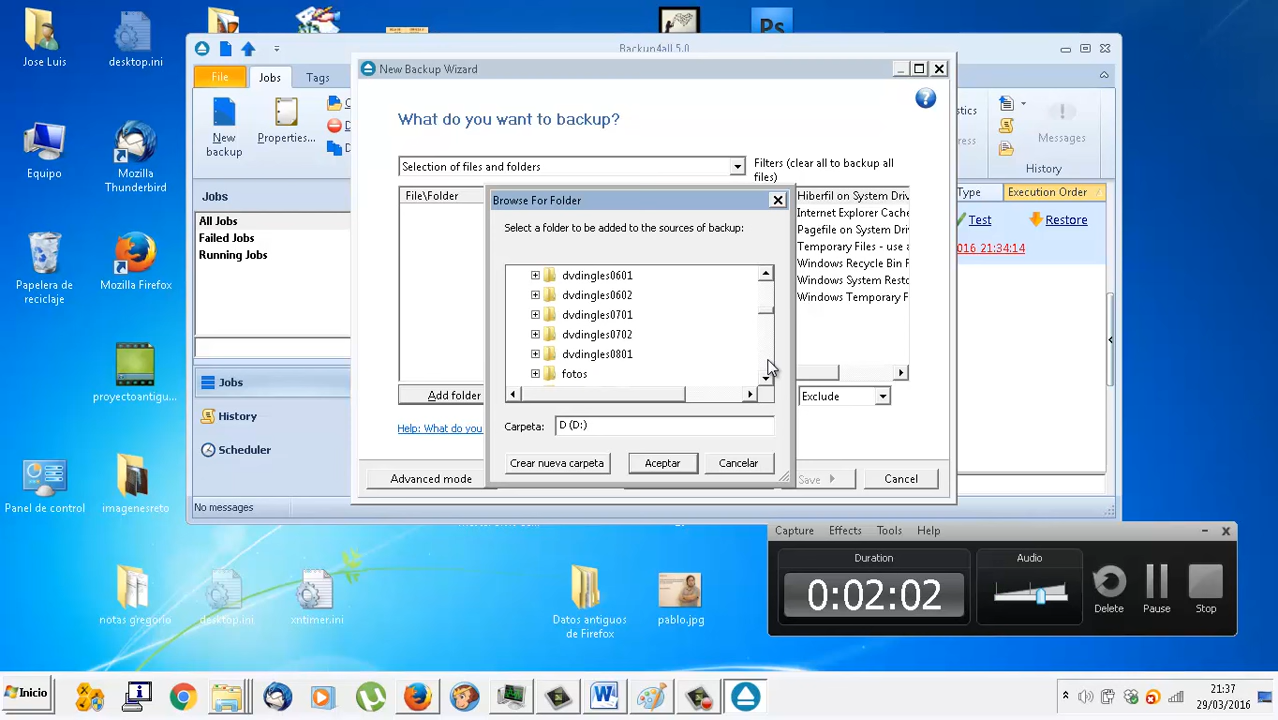 Jose Luis
desktop.ini
Ps
Equipo
Mozilla
Thunderbird
Papelera de
reciclaje
Mozilla Firefox
proyectoantigu...
Panel de control
imagenesreto
notas gregorio
desktop.ini
xntimer.ini
Datos antiguos
de Firefox
pablo.jpg
Backup4all 5.0
File
Jobs
Tags
New
backup
Properties...
Messages
History
Jobs
All Jobs
Failed Jobs
Running Jobs
Type
Execution Order
Test
Restore
2016 21:34:14
Jobs
History
Scheduler
No messages
New Backup Wizard
What do you want to backup?
Selection of files and folders
Filters (clear all to backup all
files)
File\Folder
Hiberfil on System Driv
Internet Explorer Cache
Pagefile on System Driv
Temporary Files - use a
Windows Recycle Bin F
Windows System Resto
Windows Temporary F
Add folder
Exclude
Help: What do you
Advanced mode
Save
Cancel
Browse For Folder
Select a folder to be added to the sources of backup:
dvdingles0601
dvdingles0602
dvdingles0701
dvdingles0702
dvdingles0801
fotos
Carpeta: D (D:)
Crear nueva carpeta
Aceptar
Cancelar
Capture Effects Tools Help
Duration
Audio
0:02:02
Delete
Pause
Stop
Inicio
21:37
29/03/2016